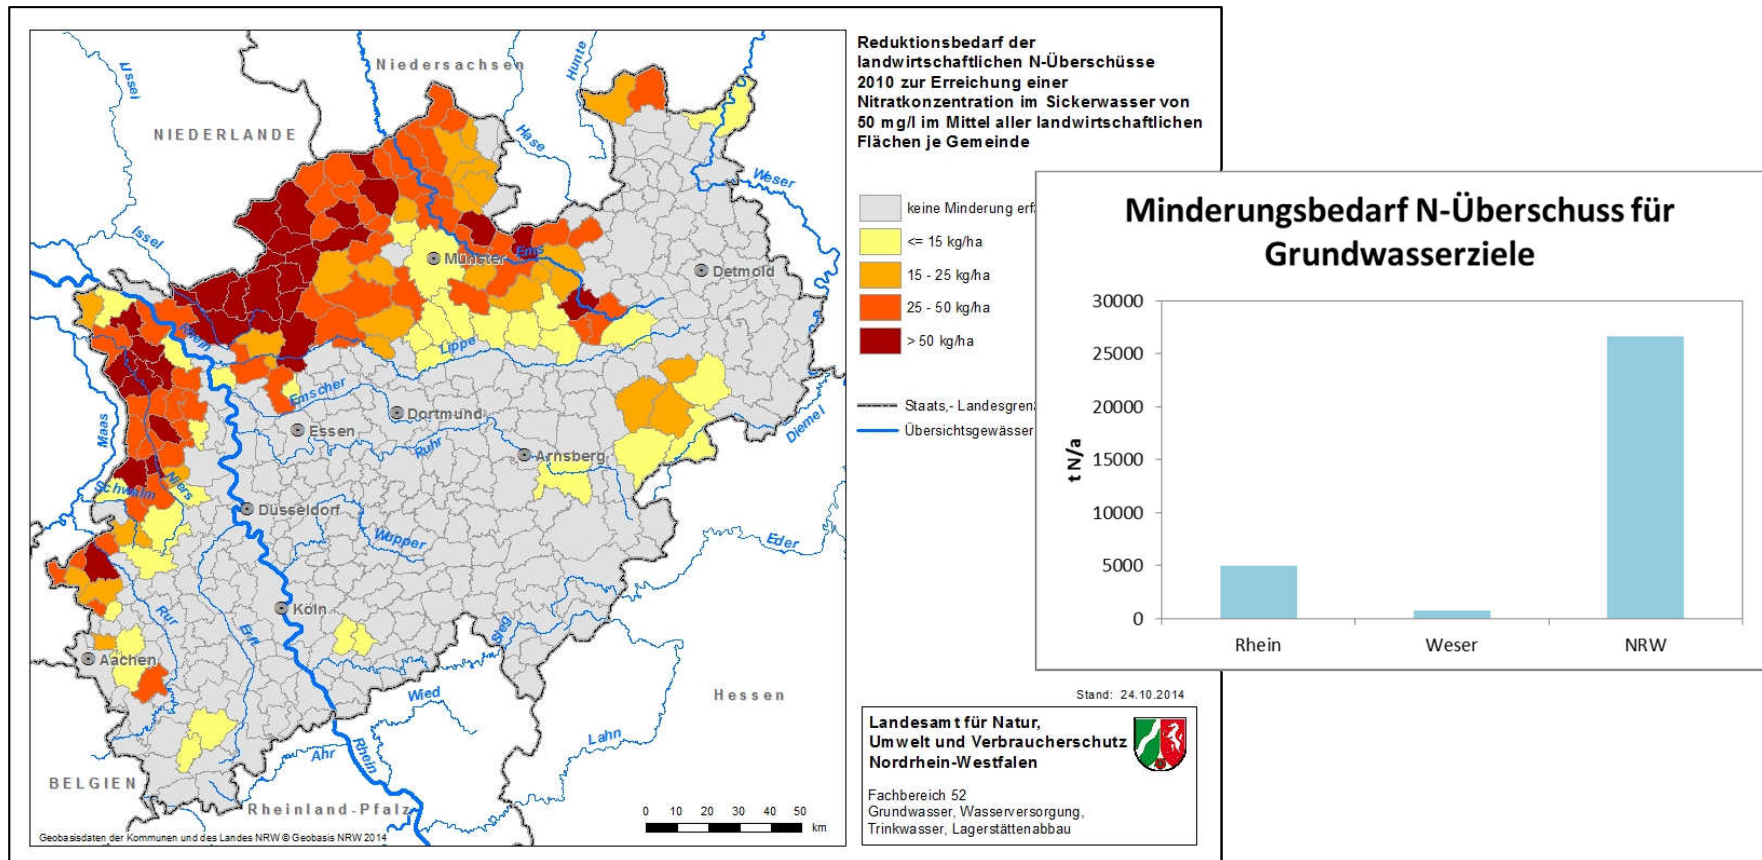 Reduktionsbedarf der
landwirtschaftlichen N-Überschüsse
2010 zur Erreichung einer
Nitratkonzentration im Sickerwasser von
50 mg/l im Mittel aller landwirtschaftlichen
Flächen je Gemeinde
keine Minderung erf
<= 15 kg/ha
15 - 25 kg/ha
25 - 50 kg/ha
> 50 kg/ha
Staats,- Landesgren
Übersichtsgewässer
Niedersachsen
NIEDERLANDE
IJssel
Hunte
Hase
Weser
Issel
Ems
Münster
Detmold
Rhein
Lippe
Emscher
Dortmund
Essen
Ruhr
Maas
Diemel
Arnsberg
Niers
Schwalm
Düsseldorf
Wupper
Eder
Köln
Rur
Erft
Sieg
Aachen
Wied
Hessen
Lahn
Ahr
Rhein
BELGIEN
Rheinland-Pfalz
0 10 20 30 40 50
km
Geobasisdaten der Kommunen und des Landes NRW © Geobasis NRW 2014
Minderungsbedarf N-Überschuss für
Grundwasserziele
t N/a
30000
25000
20000
15000
10000
5000
0
Rhein Weser NRW
Stand: 24.10.2014
Landesamt für Natur,
Umwelt und Verbraucherschutz
Nordrhein-Westfalen
Fachbereich 52
Grundwasser, Wasserversorgung,
Trinkwasser, Lagerstättenabbau